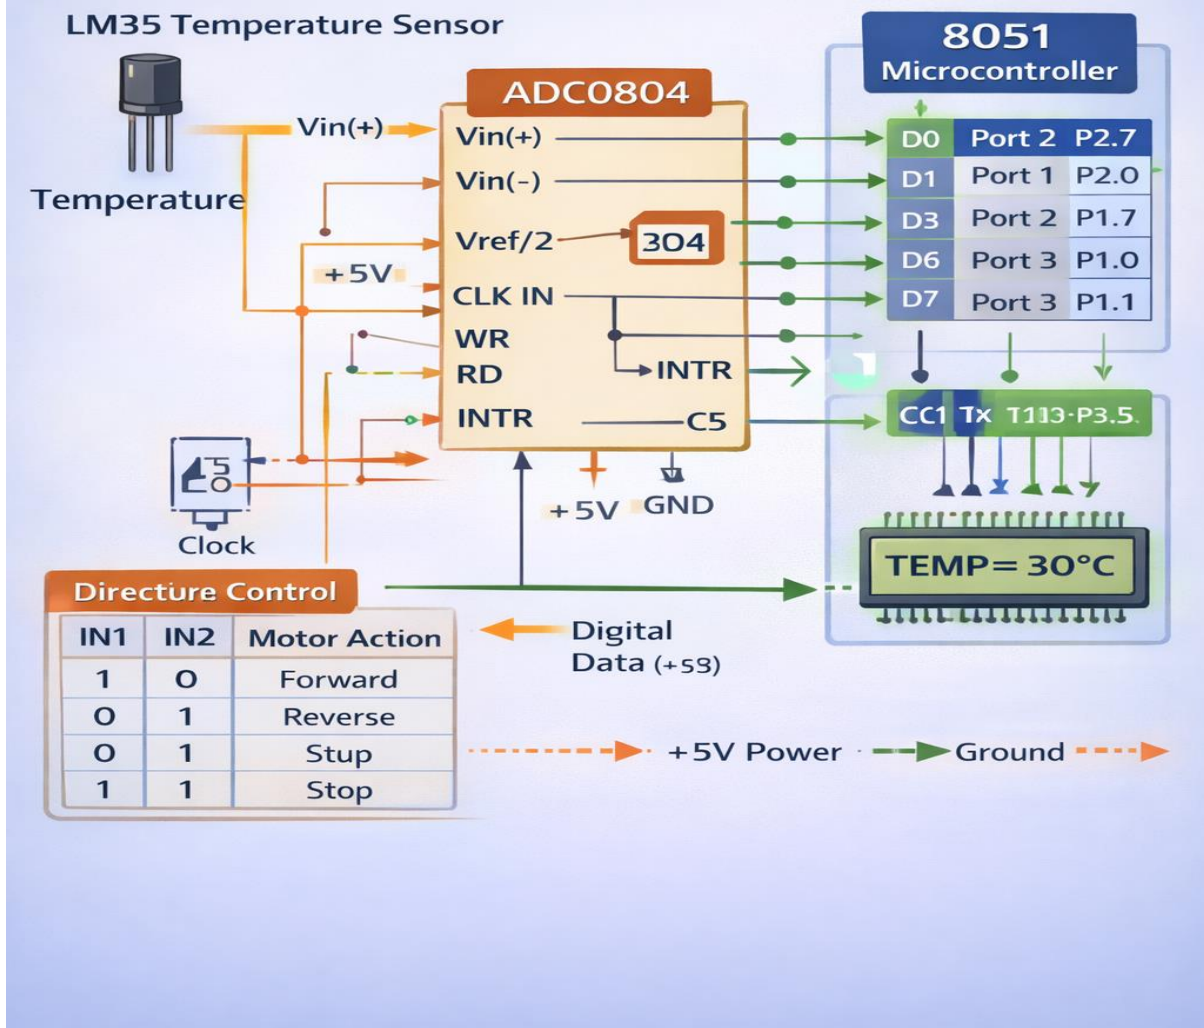 LM35 Temperature Sensor
Temperature
Vin(+)
+5V
Clock
ADC0804
Vin(+)
Vin(-)
Vref/2
304
CLK IN
WR
RD
INTR
INTR
C5
+5V
GND
8051
Microcontroller
D0 Port 2 P2.7
D1 Port 1 P2.0
D3 Port 2 P1.7
D6 Port 3 P1.0
D7 Port 3 P1.1
CC1 Tx T113-P3.5.
TEMP= 30°C
Directure Control
IN1 IN2 Motor Action
1 0 Forward
0 1 Reverse
0 1 Stup
1 1 Stop
Digital
Data (+59)
+5V Power
Ground